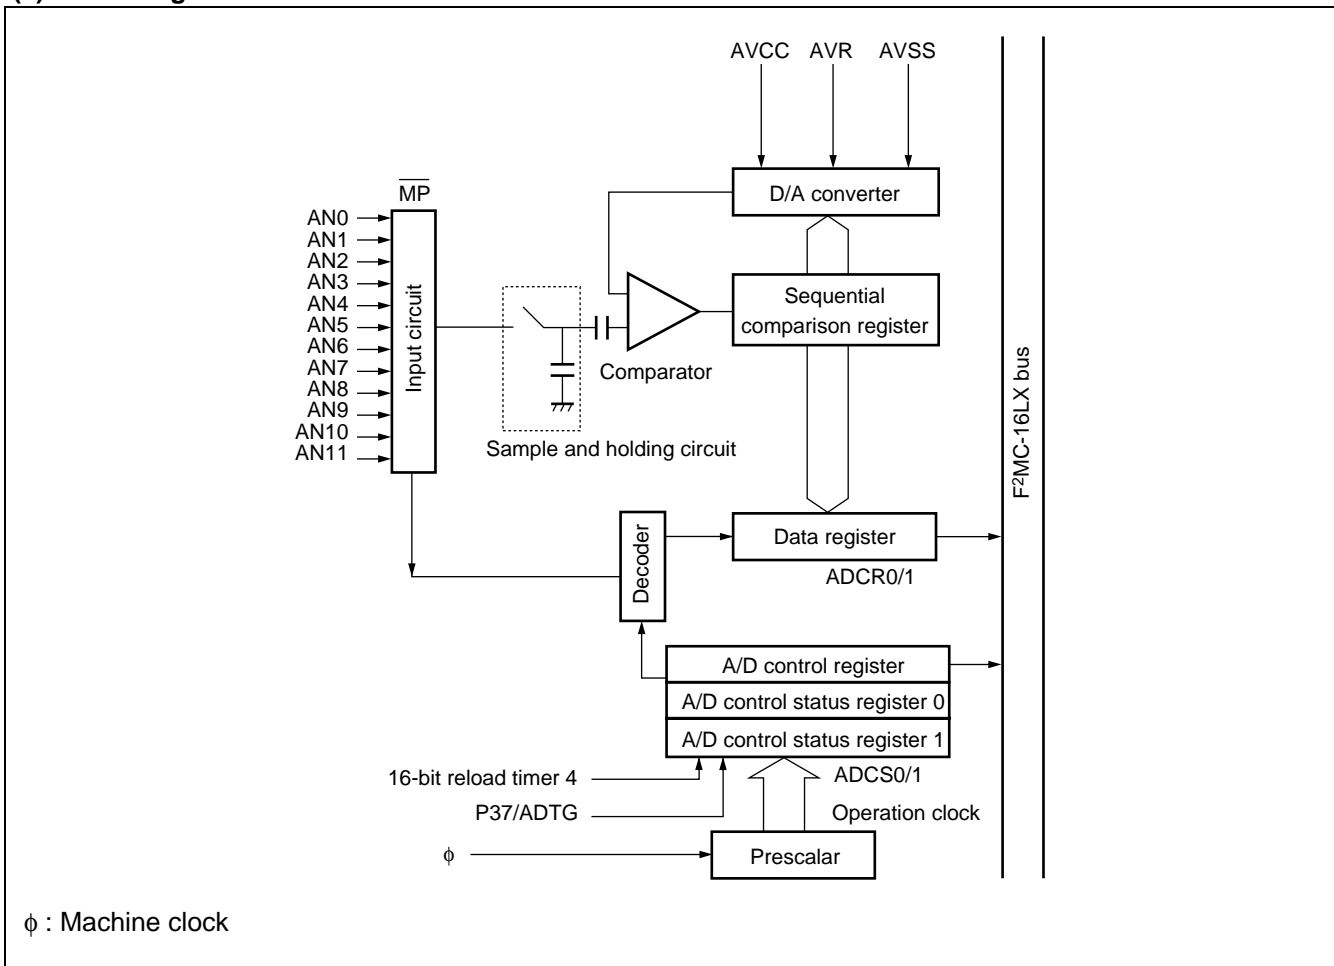 AVCC AVR AVSS
D/A converter
MP
AN0
AN1
AN2
AN3
AN4
AN5
AN6
AN7
AN8
AN9
AN10
AN11
Input circuit
Sequential
comparison register
Comparator
Sample and holding circuit
F²MC-16LX bus
Decoder
Data register
ADCR0/1
A/D control register
A/D control status register 0
A/D control status register 1
16-bit reload timer 4
ADCS0/1
P37/ADTG
Operation clock
ϕ
Prescalar
ϕ : Machine clock